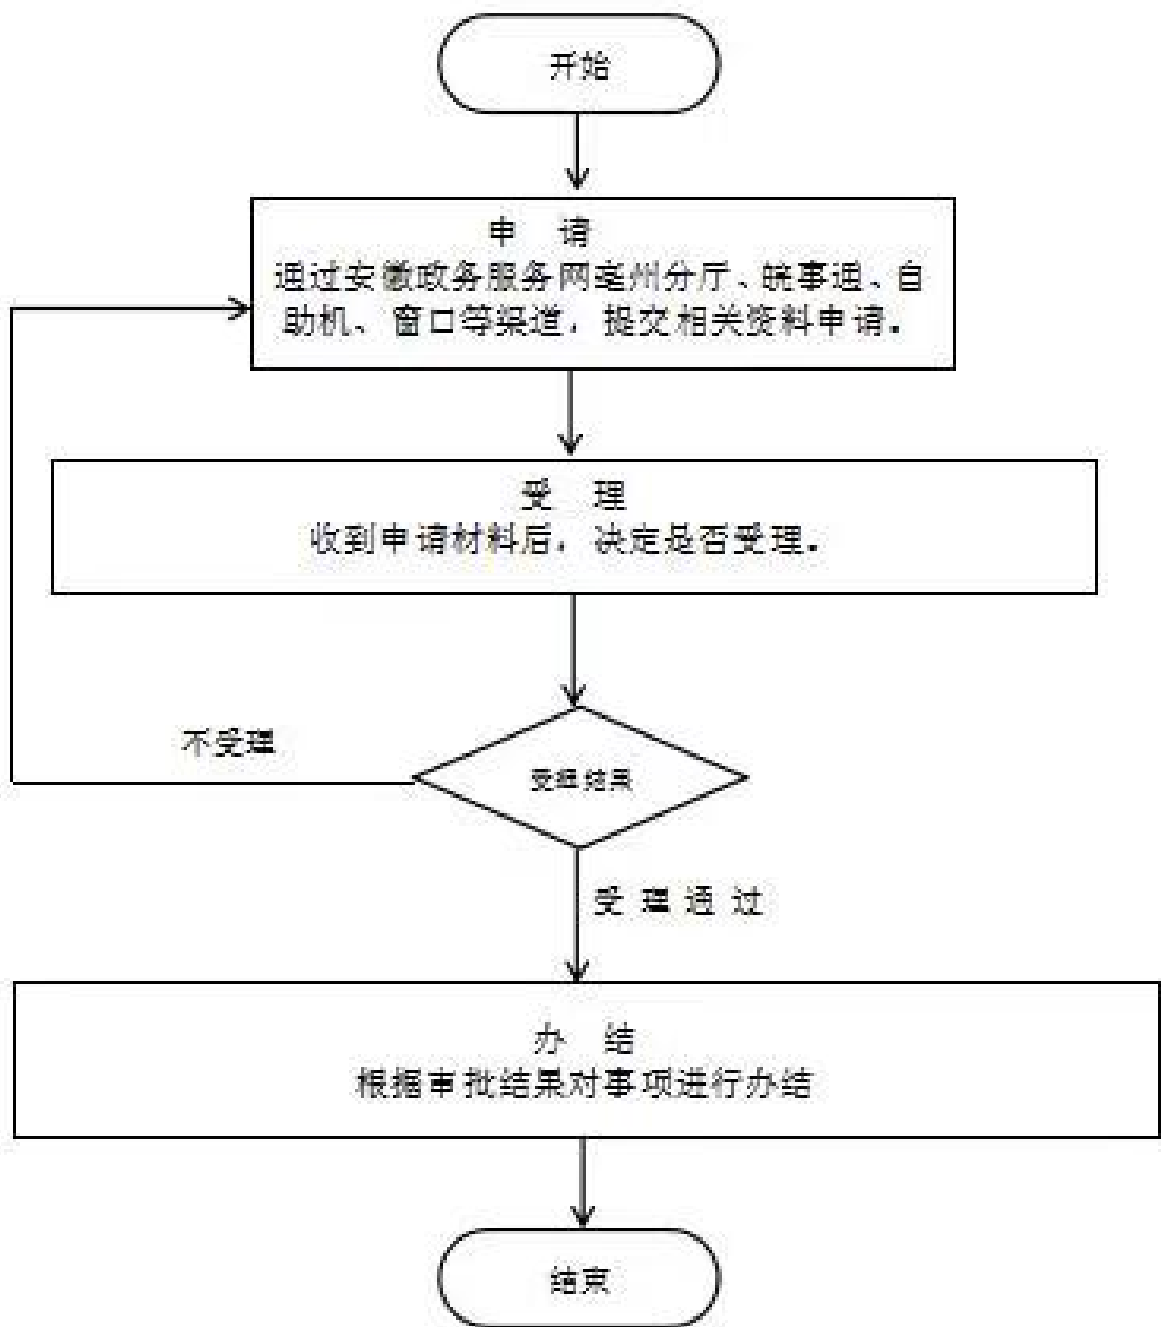 开始
申 请
通过安徽政务服务网亳州分厅、皖事通、自
助机、窗口等渠道，提交相关资料申请。
受 理
收到申请材料后，决定是否受理。
不受理
受理结果
受 理 通 过
办 结
根据审批结果对事项进行办结
结束